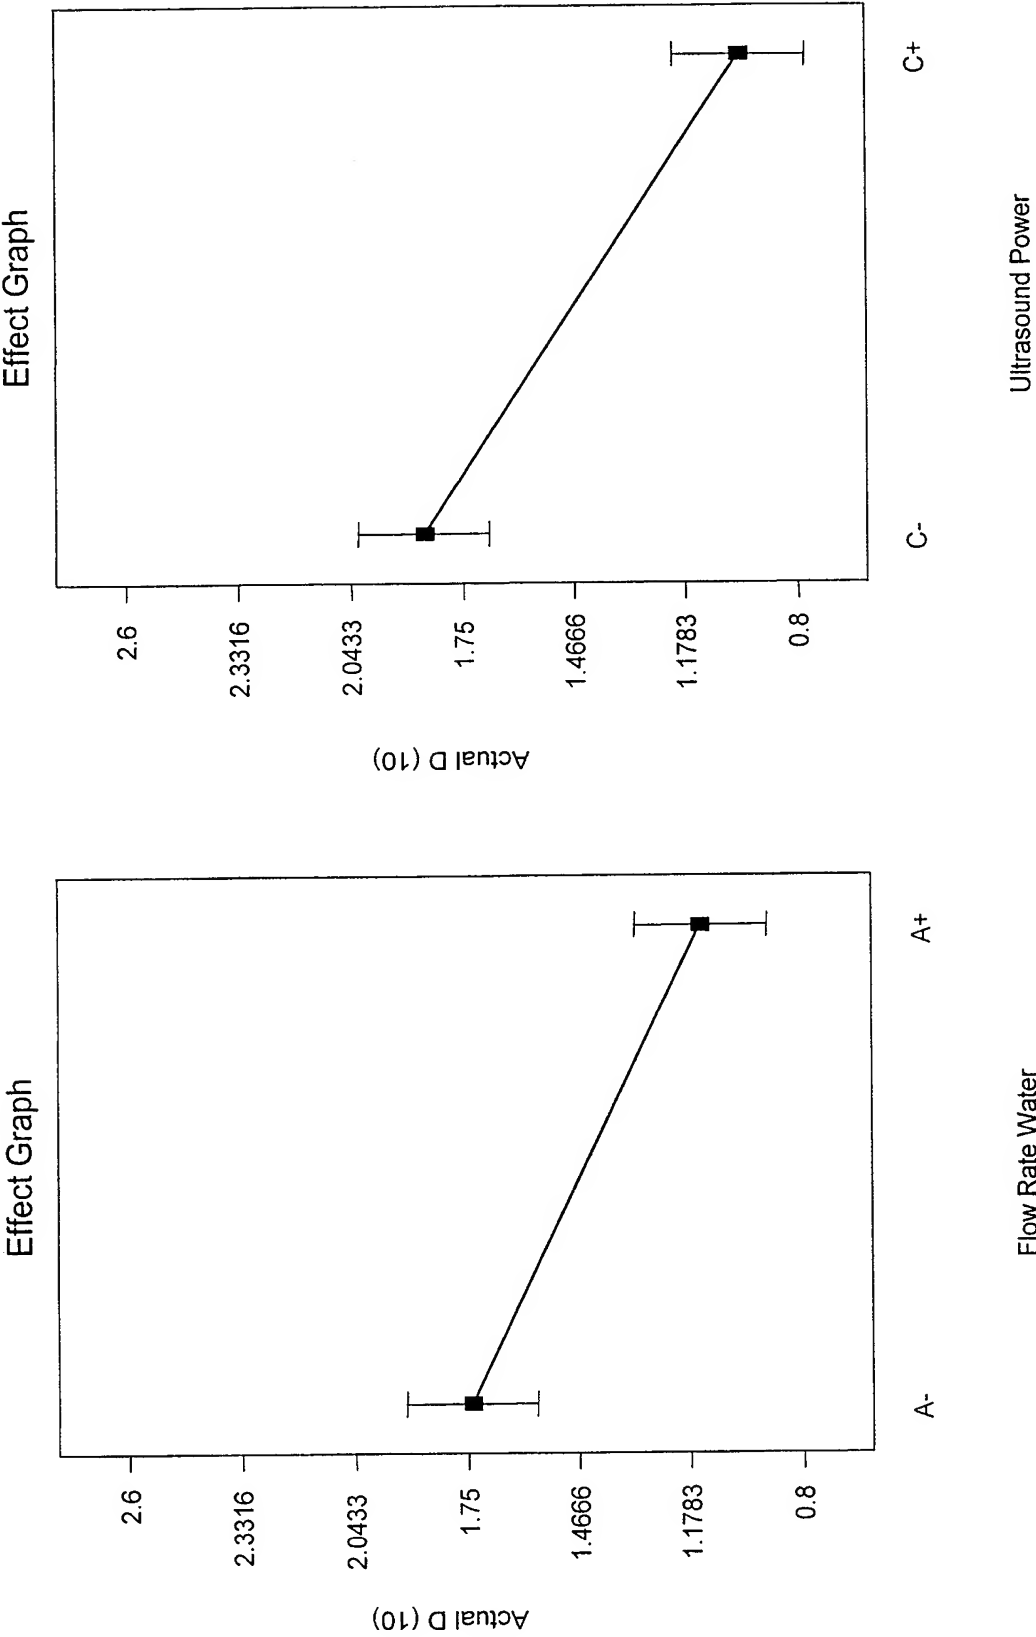 Effect Graph
Actual D (10)
2.6
2.3316
2.0433
1.75
1.4666
1.1783
0.8
A-
A+
Flow Rate Water
Effect Graph
Actual D (10)
2.6
2.3316
2.0433
1.75
1.4666
1.1783
0.8
C-
C+
Ultrasound Power